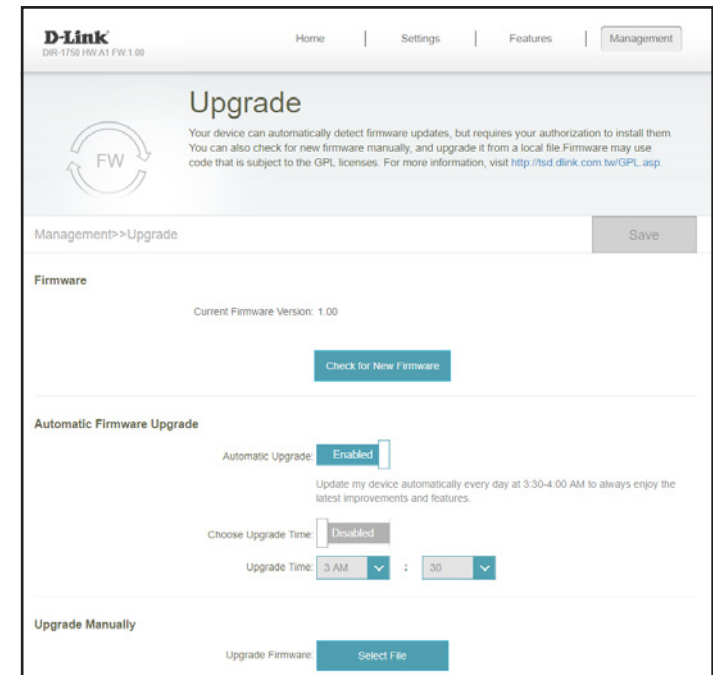 D-Link
DIR-1750 HW:A1 FW:1.00
Home | Settings | Features | Management
Upgrade
Your device can automatically detect firmware updates, but requires your authorization to install them.
You can also check for new firmware manually, and upgrade it from a local file.Firmware may use
code that is subject to the GPL licenses. For more information, visit http://tsd.dlink.com.tw/GPL.asp.
FW
Management>>Upgrade
Save
Firmware
Current Firmware Version: 1.00
Check for New Firmware
Automatic Firmware Upgrade
Automatic Upgrade: Enabled
Update my device automatically every day at 3:30-4:00 AM to always enjoy the
latest improvements and features.
Choose Upgrade Time: Disabled
Upgrade Time: 3 AM : 30
Upgrade Manually
Upgrade Firmware: Select File